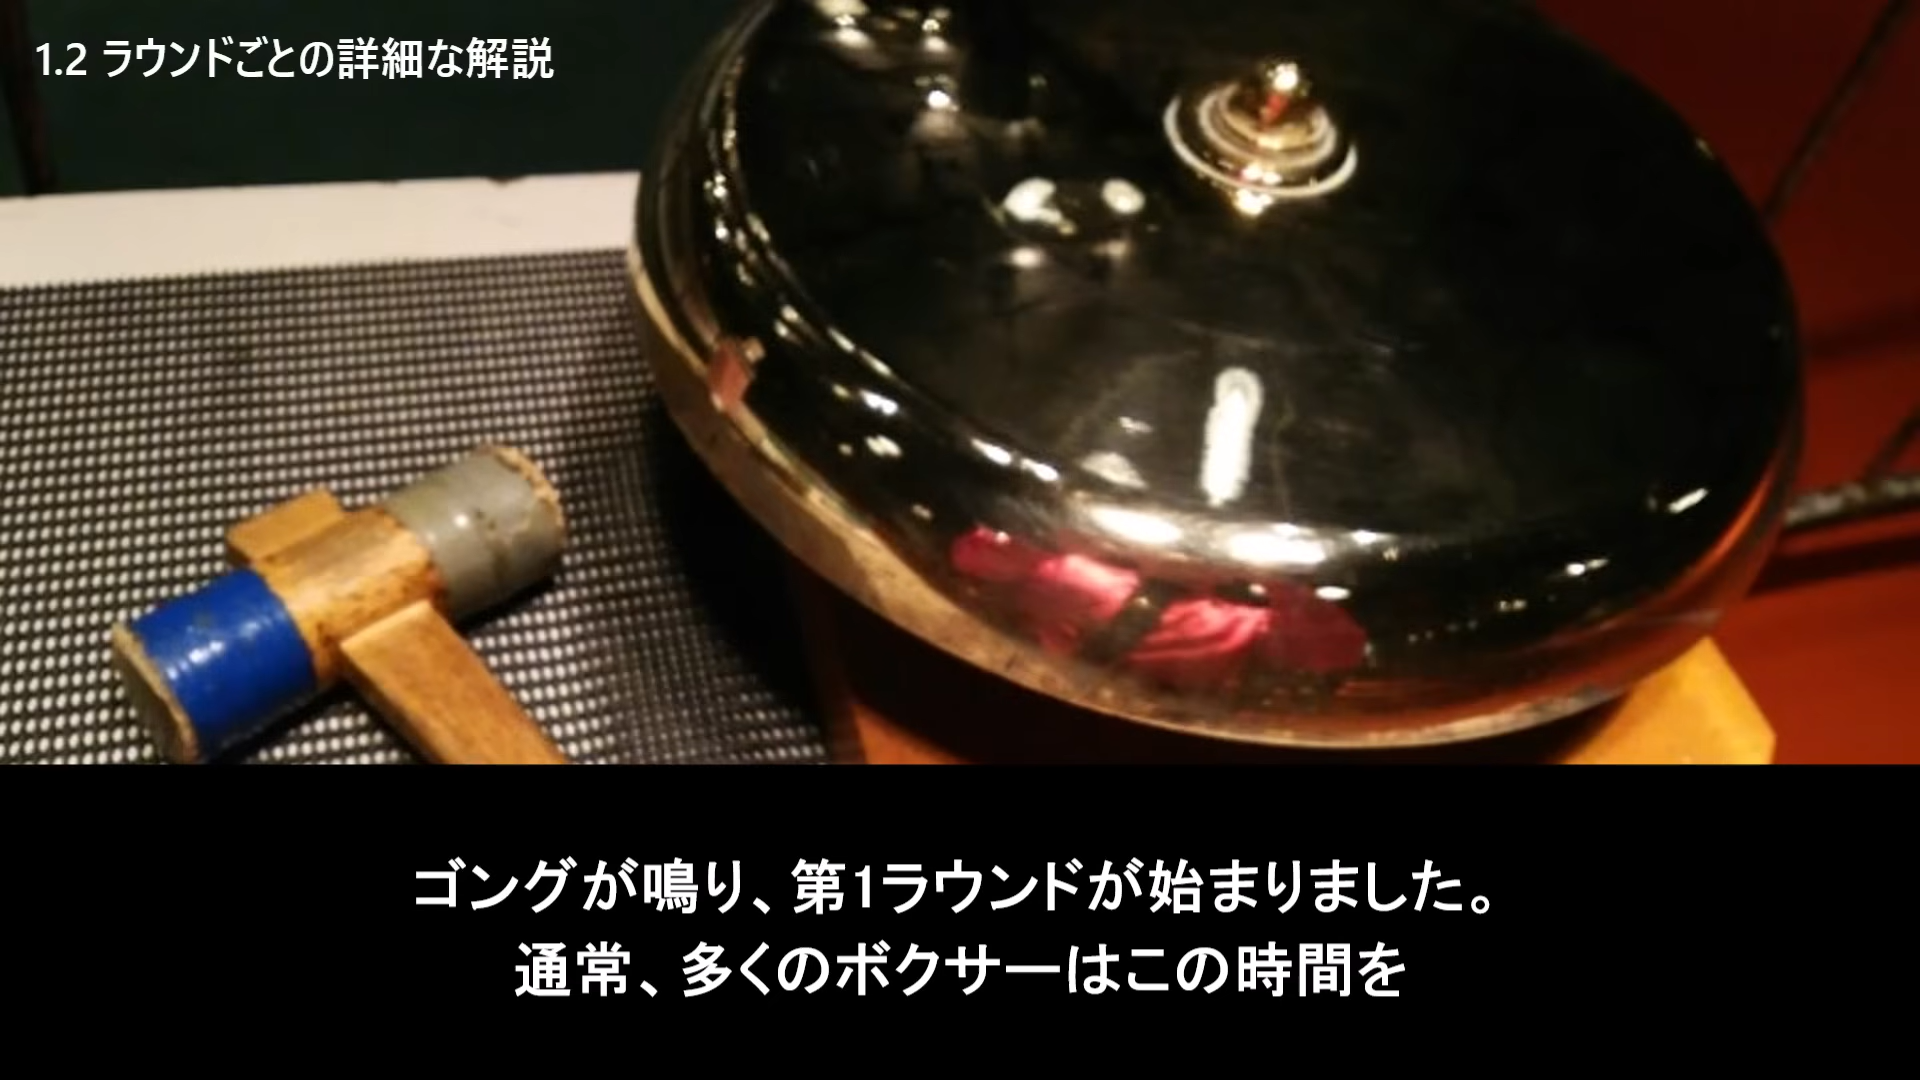 1.2 ラウンドごとの詳細な解説
ゴングが鳴り、第1ラウンドが始まりました。
通常、多くのボクサーはこの時間を